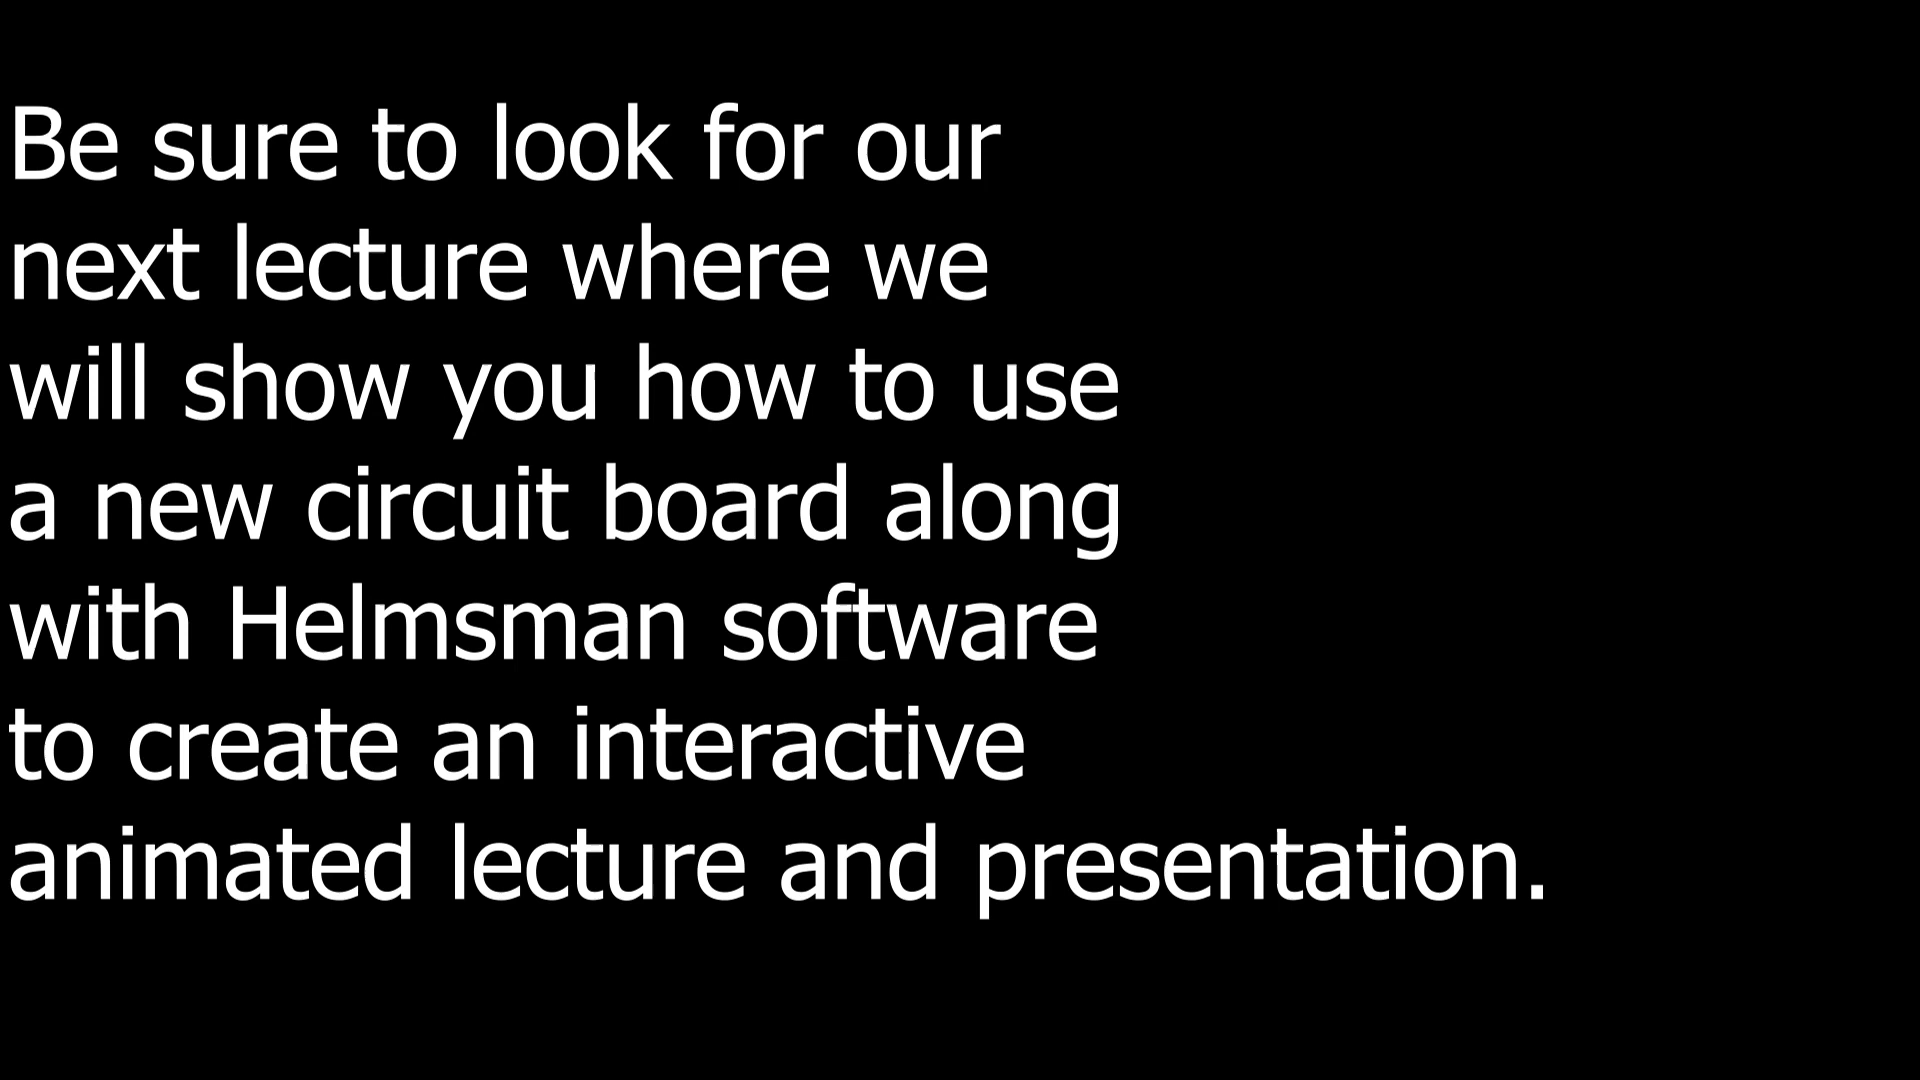 Be sure to look for our
next lecture where we
will show you how to use
a new circuit board along
with Helmsman software
to create an interactive
animated lecture and presentation.